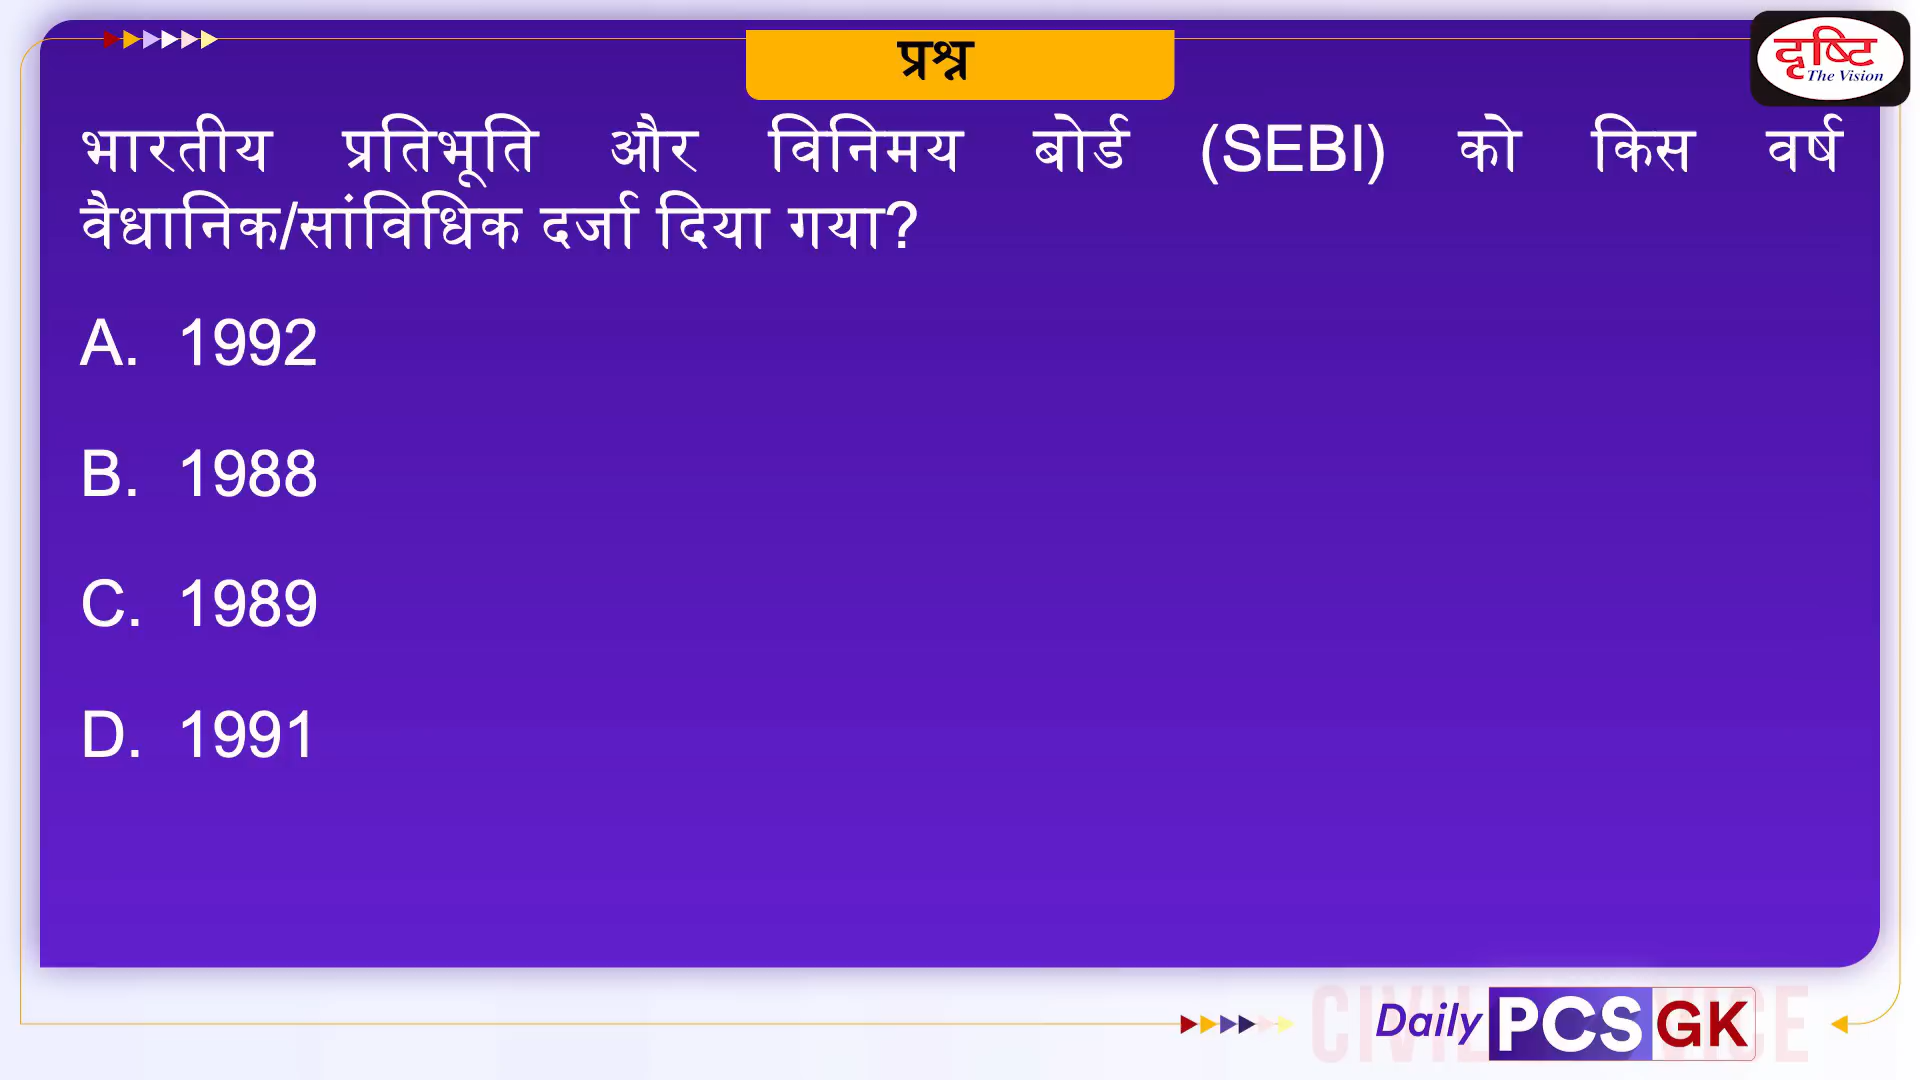 प्रश्न
दृष्टि
The Vision
भारतीय प्रतिभूति और विनिमय बोर्ड (SEBI) को किस वर्ष
वैधानिक/सांविधिक दर्जा दिया गया?
A. 1992
B. 1988
C. 1989
D. 1991
Daily PCS GK